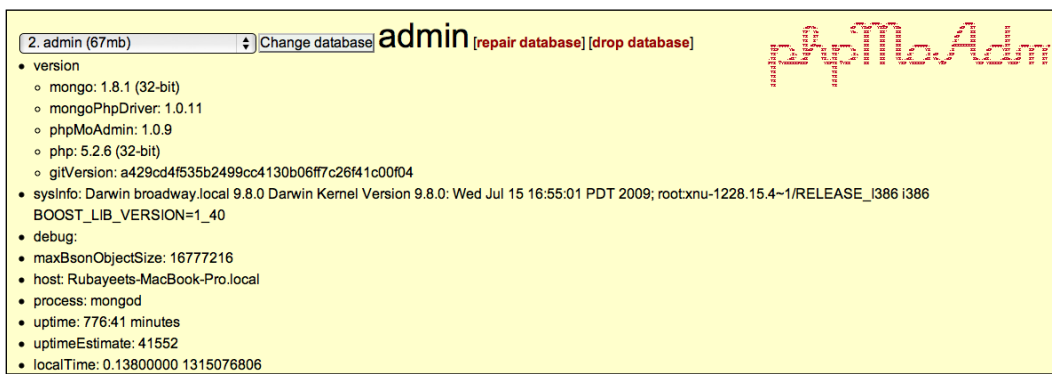 2. admin (67mb) Change database admin [repair database] [drop database]
phpMoAdm
version
mongo: 1.8.1 (32-bit)
mongoPhpDriver: 1.0.11
phpMoAdmin: 1.0.9
php: 5.2.6 (32-bit)
gitVersion: a429cd4f535b2499cc4130b06ff7c26f41c00f04
sysInfo: Darwin broadway.local 9.8.0 Darwin Kernel Version 9.8.0: Wed Jul 15 16:55:01 PDT 2009; root:xnu-1228.15.4~1/RELEASE_I386 i386
BOOST_LIB_VERSION=1_40
debug:
maxBsonObjectSize: 16777216
host: Rubayeets-MacBook-Pro.local
process: mongod
uptime: 776:41 minutes
uptimeEstimate: 41552
localTime: 0.13800000 1315076806